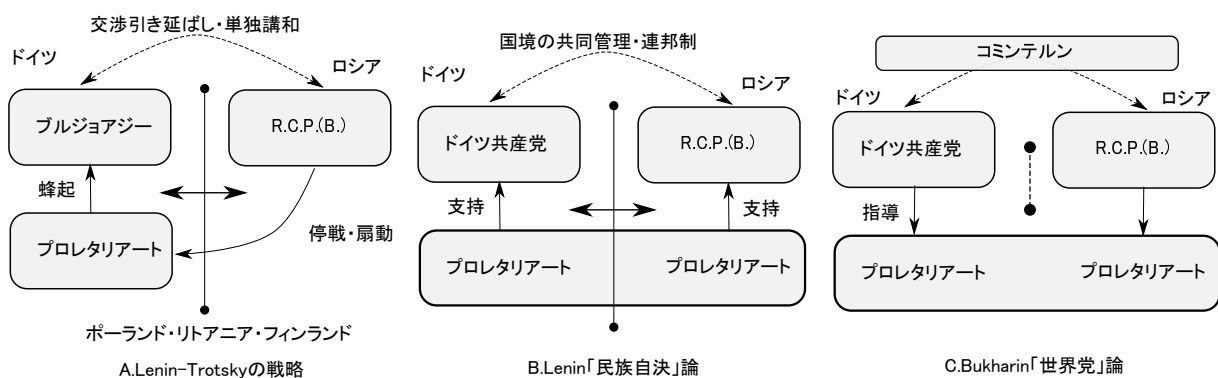 交渉引き延ばし・単独講和
ドイツ
ロシア
ブルジョアジー
R.C.P.(B.)
蜂起
停戦・扇動
プロレタリアート
ポーランド・リトアニア・フィンランド
A.Lenin-Trotskyの戦略
国境の共同管理・連邦制
ドイツ
ロシア
ドイツ共産党
R.C.P.(B.)
支持
支持
プロレタリアート
プロレタリアート
B.Lenin「民族自決」論
コミンテルン
ドイツ
ロシア
ドイツ共産党
R.C.P.(B.)
指導
プロレタリアート
プロレタリアート
C.Bukharin「世界党」論